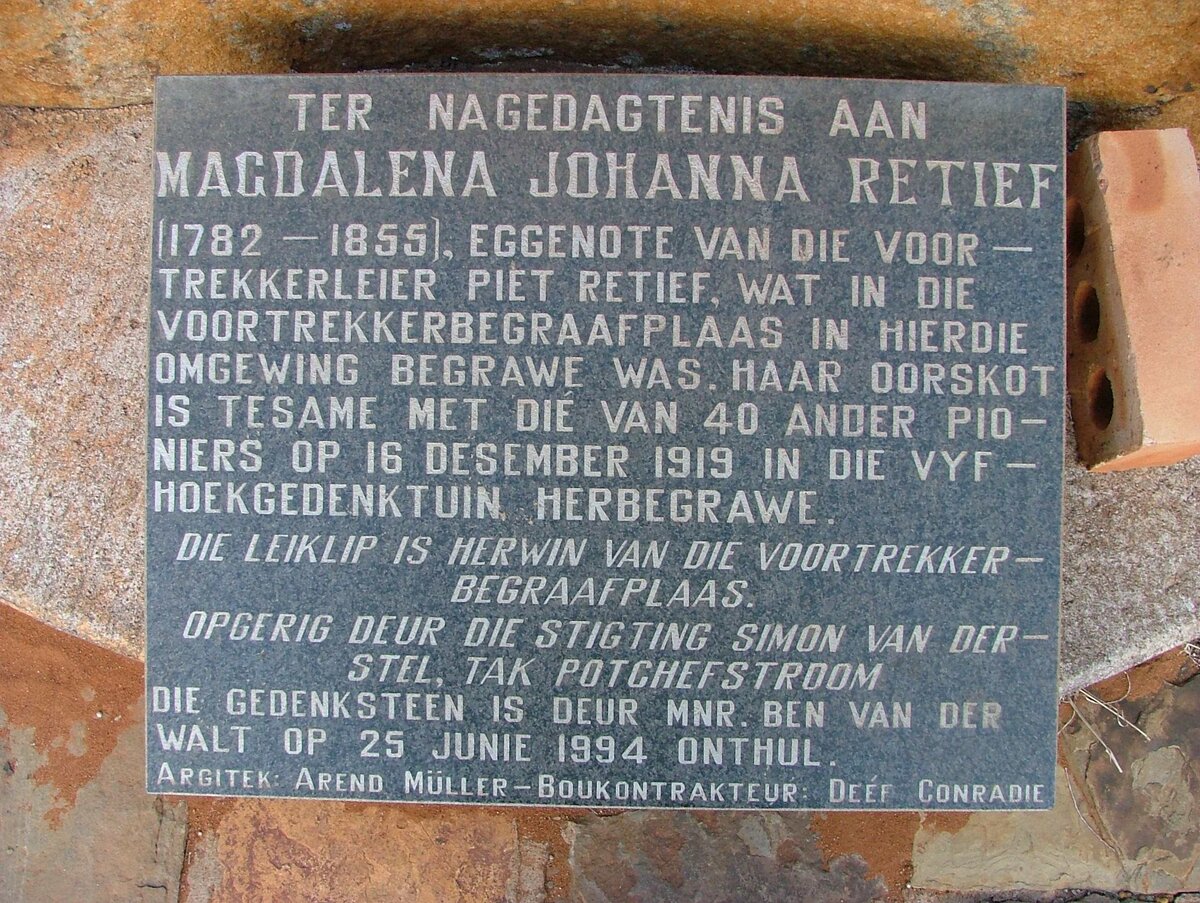 TER NAGEDAGTENIS AAN
MAGDALENA JOHANNA RETIEF
(1782 – 1855), EGGENOTE VAN DIE VOOR –
TREKKERLEIER PIET RETIEF, WAT IN DIE
VOORTREKKERBEGRAAFPLAAS IN HIERDIE
OMGEWING BEGRAWE WAS. HAAR OORSKOT
IS TESAME MET DIÉ VAN 40 ANDER PIO–
NIERS OP 16 DESEMBER 1919 IN DIE VYF –
HOEKGEDENKTUIN HERBEGRAWE.
DIE LEIKLIP IS HERWIN VAN DIE VOORTREKKER–
BEGRAAFPLAAS.
OPGERIG DEUR DIE STIGTING SIMON VAN DER–
STEL, TAK POTCHEFSTROOM
DIE GEDENKSTEEN IS DEUR MNR. BEN VAN DER
WALT OP 25 JUNIE 1994 ONTHUL.
ARGITEK: AREND MÜLLER – BOUKONTRAKTEUR: DEÉF CONRADIE